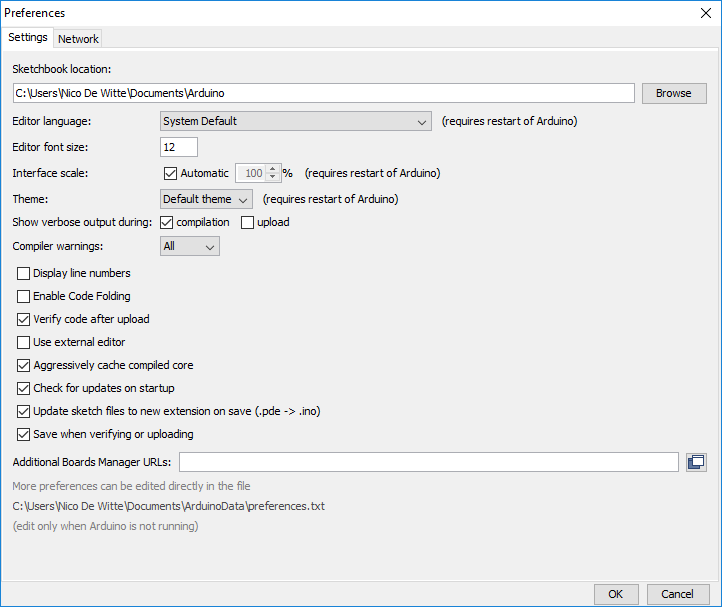 Preferences
Settings Network
Sketchbook location:
C:\Users\Nico De Witte\Documents\Arduino Browse
Editor language: System Default (requires restart of Arduino)
Editor font size: 12
Interface scale: Automatic 100 % (requires restart of Arduino)
Theme: Default theme (requires restart of Arduino)
Show verbose output during: compilation upload
Compiler warnings: All
Display line numbers
Enable Code Folding
Verify code after upload
Use external editor
Aggressively cache compiled core
Check for updates on startup
Update sketch files to new extension on save (.pde -> .ino)
Save when verifying or uploading
Additional Boards Manager URLs:
More preferences can be edited directly in the file
C:\Users\Nico De Witte\Documents\ArduinoData\preferences.txt
(edit only when Arduino is not running)
OK Cancel